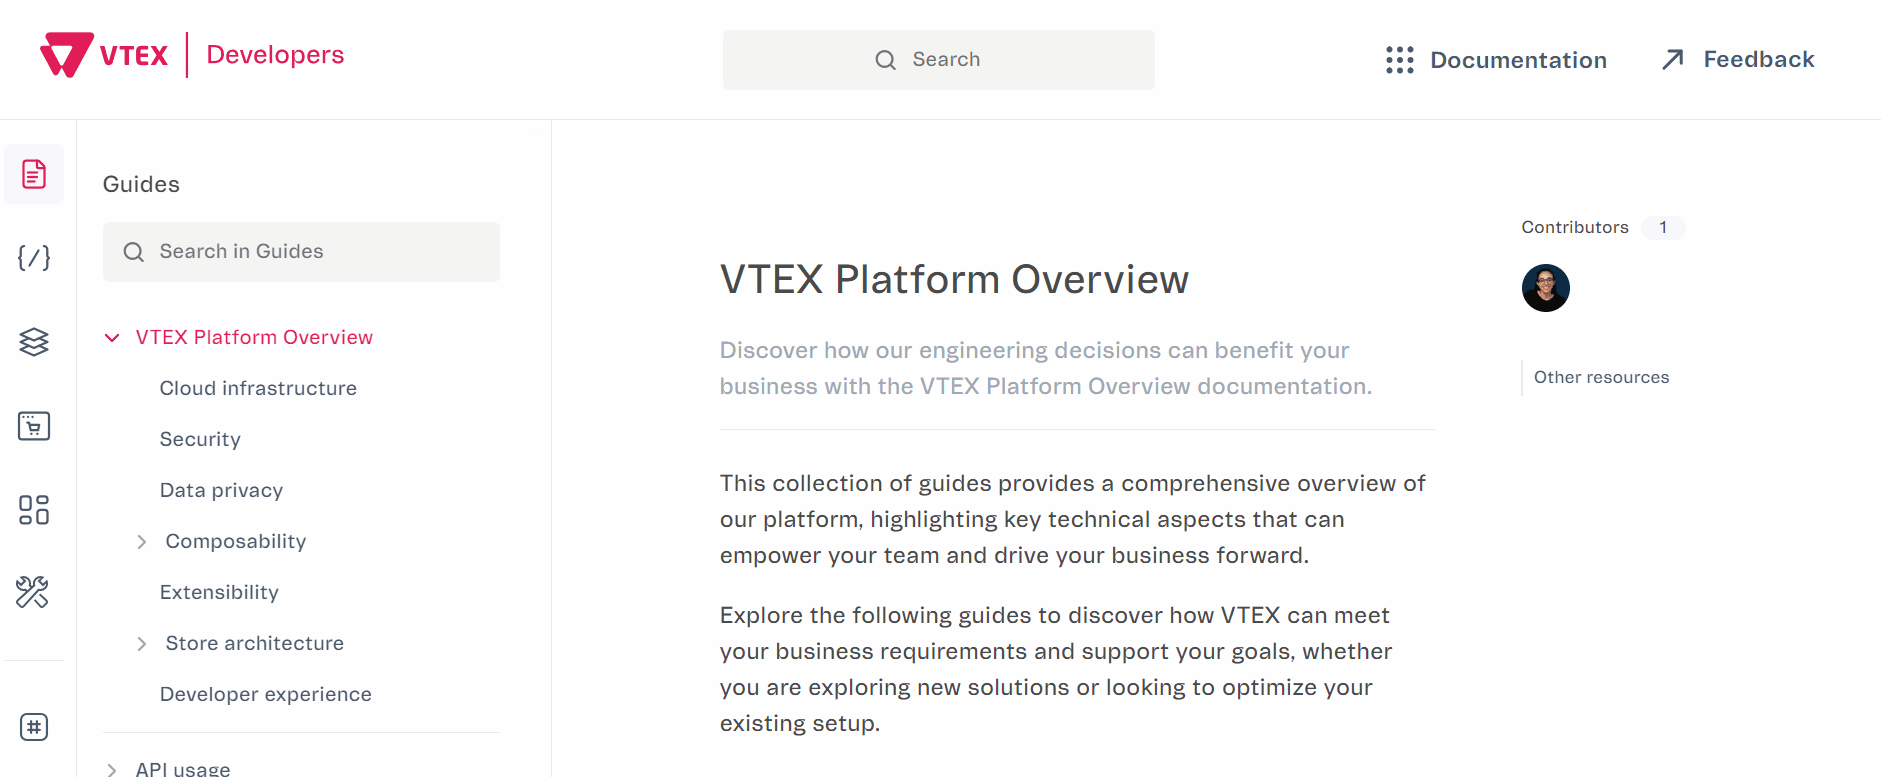 VTEX Developers
Search
Documentation
Feedback
Guides
Search in Guides
VTEX Platform Overview
Cloud infrastructure
Security
Data privacy
Composability
Extensibility
Store architecture
Developer experience
API usage
VTEX Platform Overview
Discover how our engineering decisions can benefit your
business with the VTEX Platform Overview documentation.
This collection of guides provides a comprehensive overview of
our platform, highlighting key technical aspects that can
empower your team and drive your business forward.
Explore the following guides to discover how VTEX can meet
your business requirements and support your goals, whether
you are exploring new solutions or looking to optimize your
existing setup.
Contributors 1
Other resources